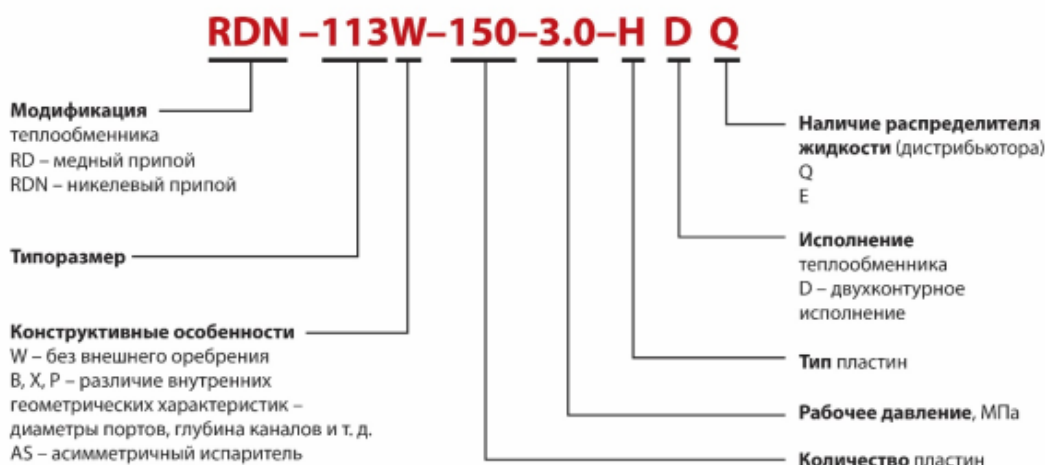 RDN –113W–150–3.0–H D Q
Модификация
теплообменника
RD – медный припой
RDN – никелевый припой
Типоразмер
Конструктивные особенности
W – без внешнего оребрения
B, X, P – различие внутренних
геометрических характеристик –
диаметры портов, глубина каналов и т. д.
AS – асимметричный испаритель
Наличие распределителя
жидкости (дистрибьютора)
Q
E
Исполнение
теплообменника
D – двухконтурное
исполнение
Тип пластин
Рабочее давление, МПа
Количество пластин